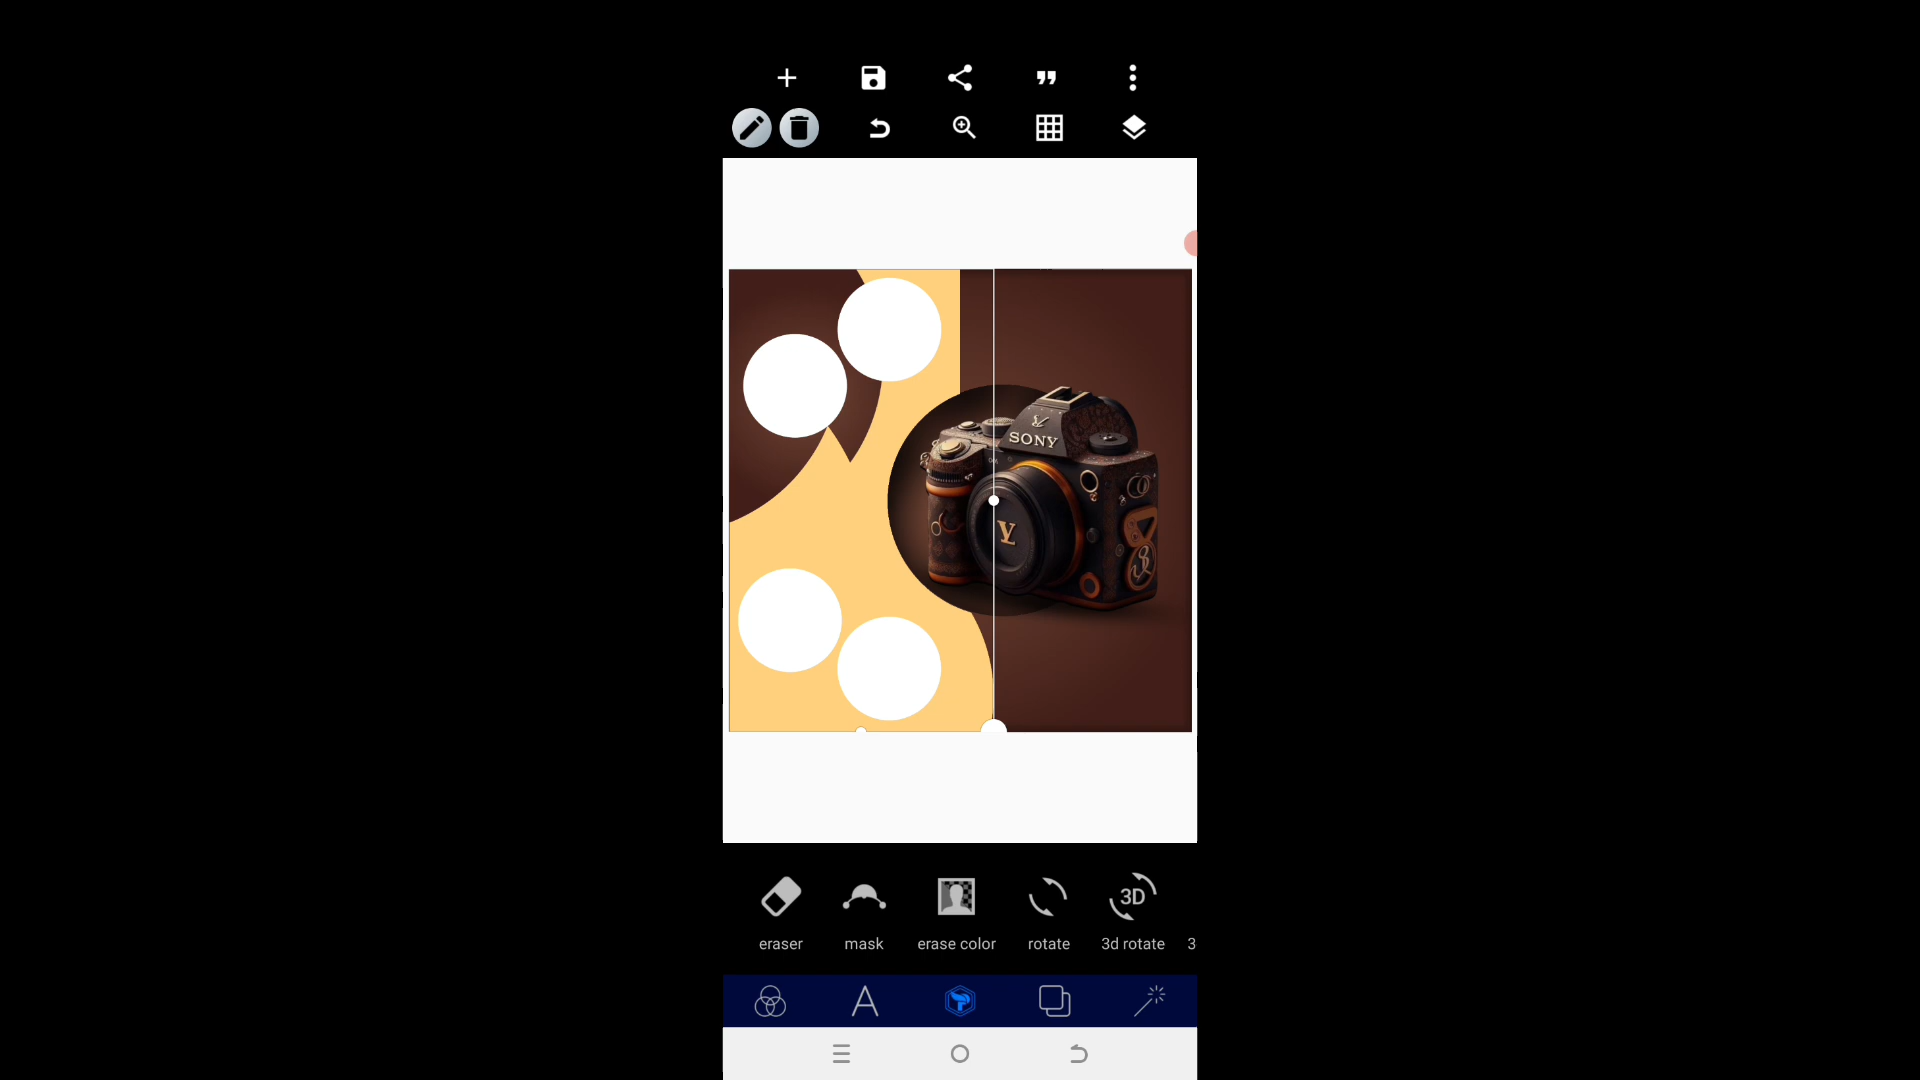 SONY
3D
eraser
mask
erase color
rotate
3d rotate
3